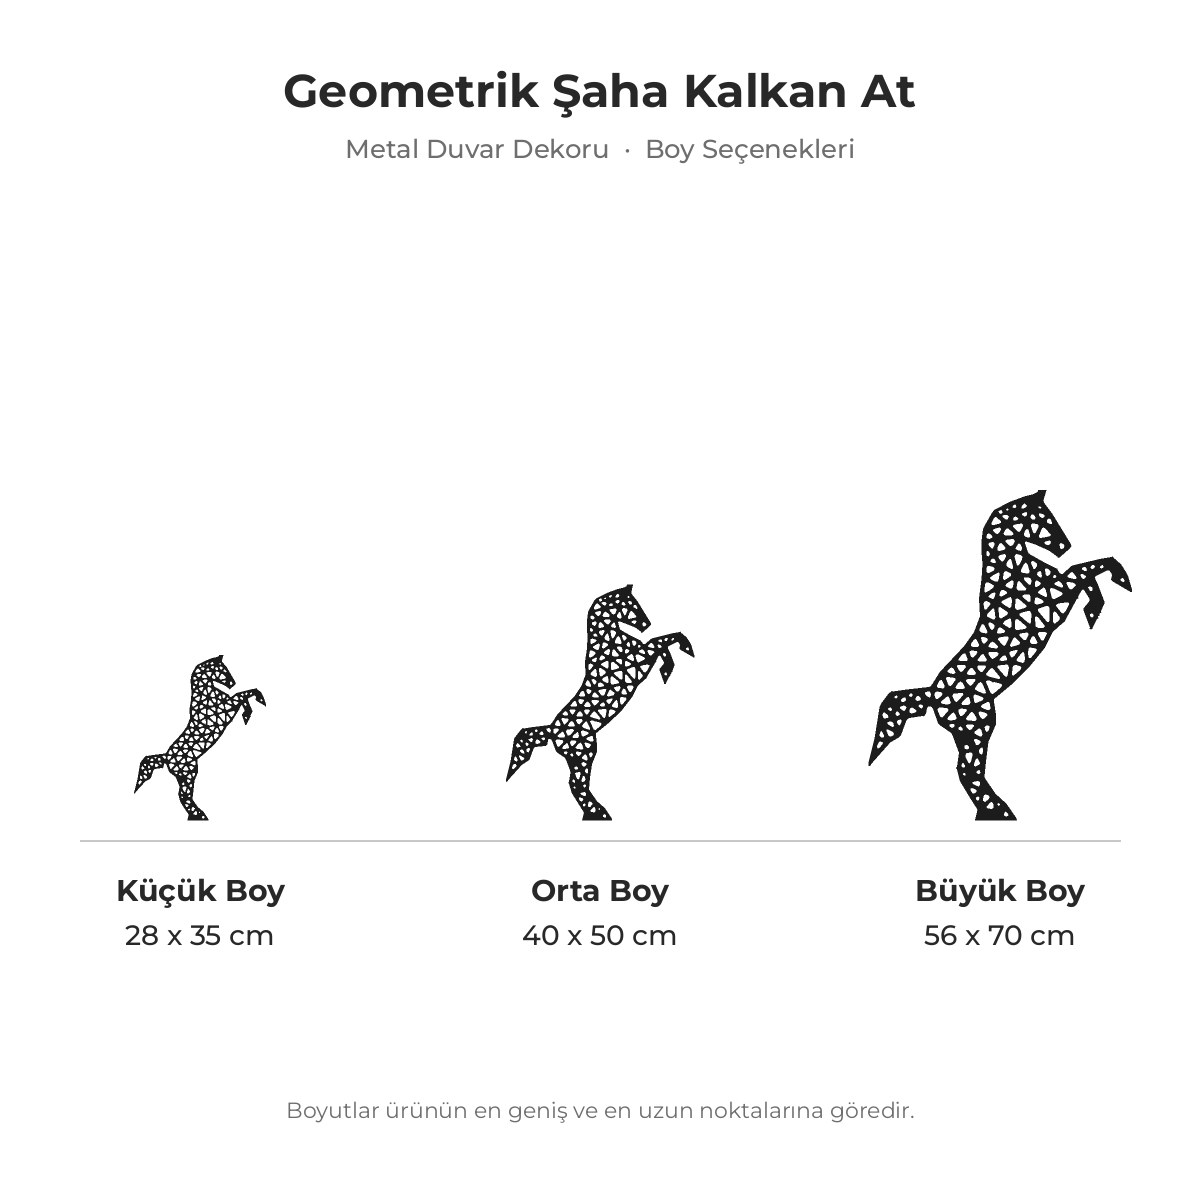 Geometrik Şaha Kalkan At
Metal Duvar Dekoru · Boy Seçenekleri
Küçük Boy
28 x 35 cm
Orta Boy
40 x 50 cm
Büyük Boy
56 x 70 cm
Boyutlar ürünün en geniş ve en uzun noktalarına göredir.